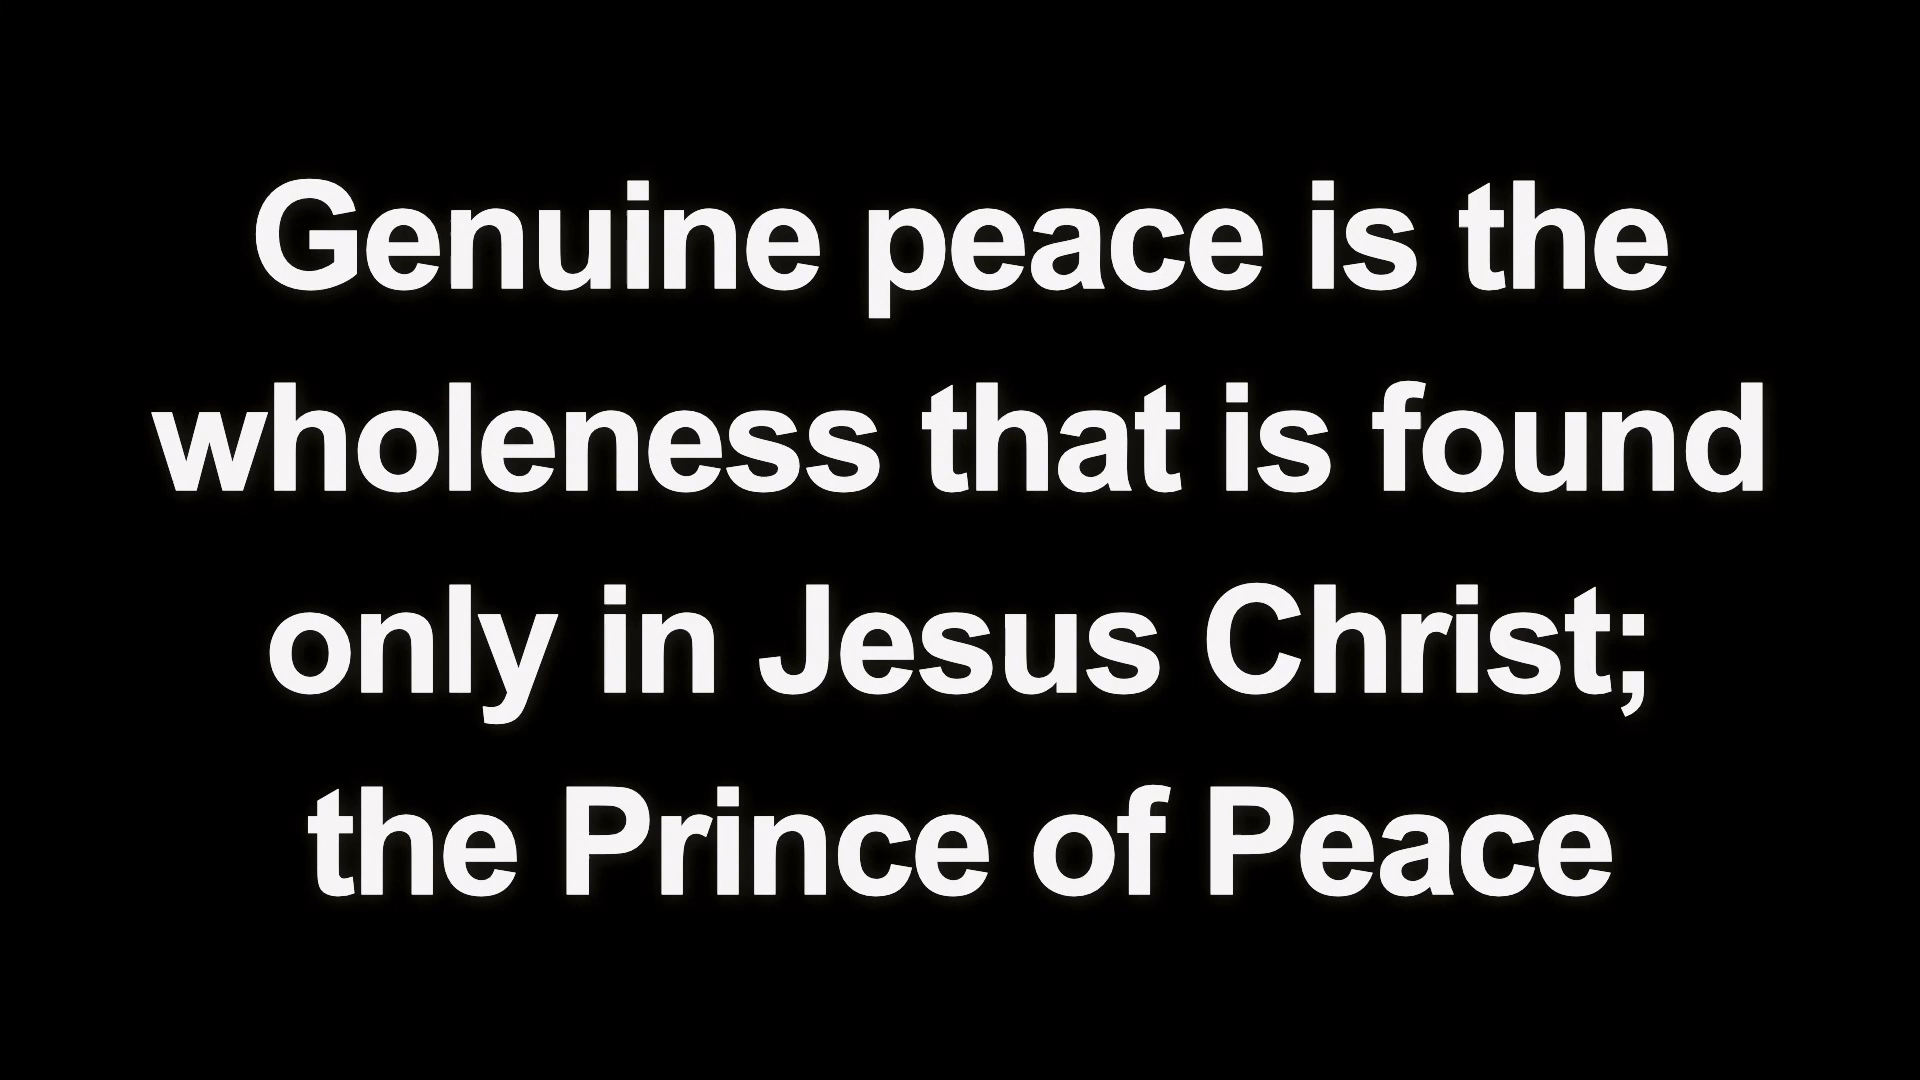 Genuine peace is the
wholeness that is found
only in Jesus Christ;
the Prince of Peace